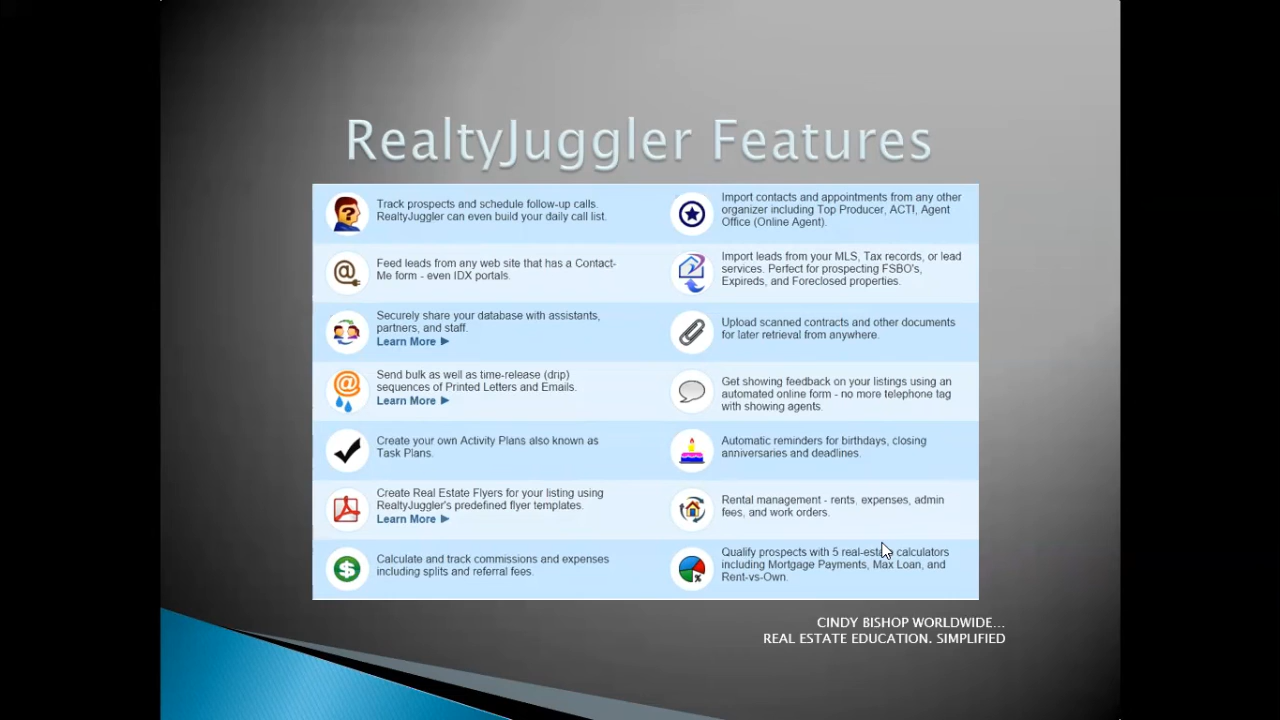 RealtyJuggler Features
Track prospects and schedule follow-up calls.
RealtyJuggler can even build your daily call list.
Feed leads from any web site that has a Contact-
Me form - even IDX portals.
Securely share your database with assistants,
partners, and staff.
Learn More ▶
Send bulk as well as time-release (drip)
sequences of Printed Letters and Emails.
Learn More ▶
Create your own Activity Plans also known as
Task Plans.
Create Real Estate Flyers for your listing using
RealtyJuggler's predefined flyer templates.
Learn More ▶
Calculate and track commissions and expenses
including splits and referral fees.
Import contacts and appointments from any other
organizer including Top Producer, ACT!, Agent
Office (Online Agent).
Import leads from your MLS, Tax records, or lead
services. Perfect for prospecting FSBO's,
Expireds, and Foreclosed properties.
Upload scanned contracts and other documents
for later retrieval from anywhere.
Get showing feedback on your listings using an
automated online form - no more telephone tag
with showing agents.
Automatic reminders for birthdays, closing
anniversaries and deadlines.
Rental management - rents, expenses, admin
fees, and work orders.
Qualify prospects with 5 real-estate calculators
including Mortgage Payments, Max Loan, and
Rent-vs-Own.
CINDY BISHOP WORLDWIDE...
REAL ESTATE EDUCATION. SIMPLIFIED